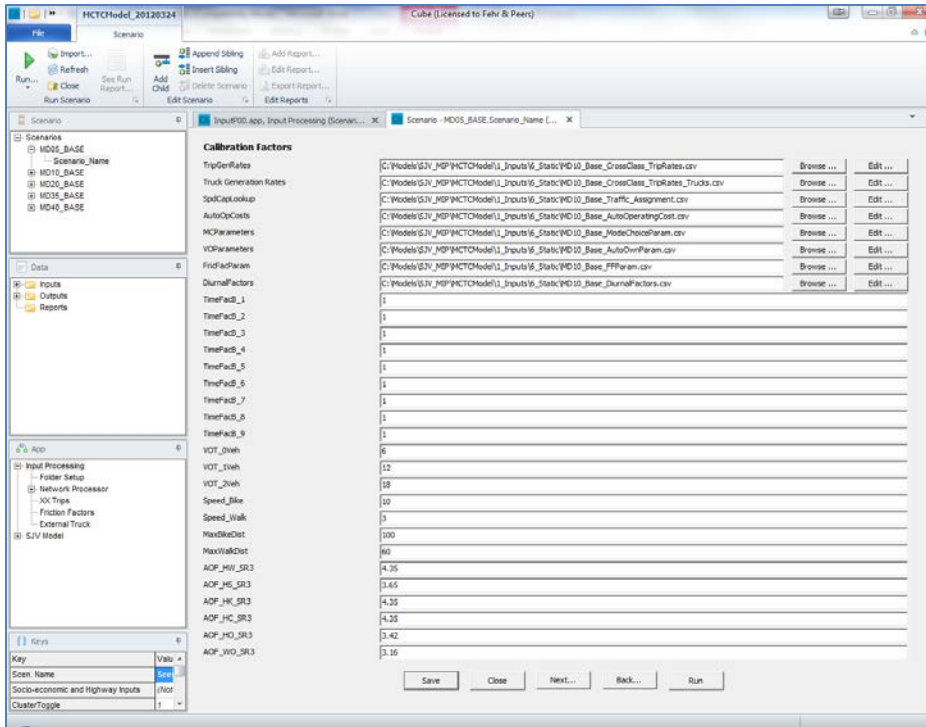 MCTCModel_20120324
Cube (Licensed to Fehr & Peers)
File
Scenario
Import...
Refresh
Close
Run...
See Run Report...
Run Scenario
Add Child
Append Sibling
Insert Sibling
Delete Scenario
Edit Scenario
Add Report...
Edit Report...
Export Report...
Edit Reports
Scenario
Scenarios
MD05_BASE
Scenario_Name
MD10_BASE
MD20_BASE
MD35_BASE
MD40_BASE
Data
Inputs
Outputs
Reports
App
Input Processing
Folder Setup
Network Processor
XX Trips
Friction Factors
External Truck
SJV Model
Keys
Key Valu
Scen. Name Scen
Socio-economic and Highway Inputs (Not
ClusterToggle 1
InputP00.app, Input Processing (Scenari...
Scenario - MD05_BASE.Scenario_Name (...
Calibration Factors
TripGenRates C:\Models\SJV_MIP\MCTCModel\1_Inputs\6_Static\MD10_Base_CrossClass_TripRates.csv Browse ... Edit ...
Truck Generation Rates C:\Models\SJV_MIP\MCTCModel\1_Inputs\6_Static\MD10_Base_CrossClass_TripRates_Trucks.csv Browse ... Edit ...
SpdCapLookup C:\Models\SJV_MIP\MCTCModel\1_Inputs\6_Static\MD10_Base_Traffic_Assignment.csv Browse ... Edit ...
AutoOpCosts C:\Models\SJV_MIP\MCTCModel\1_Inputs\6_Static\MD10_Base_AutoOperatingCost.csv Browse ... Edit ...
MCParameters C:\Models\SJV_MIP\MCTCModel\1_Inputs\6_Static\MD10_Base_ModeChoiceParam.csv Browse ... Edit ...
VOParameters C:\Models\SJV_MIP\MCTCModel\1_Inputs\6_Static\MD10_Base_AutoOwnParam.csv Browse ... Edit ...
FricFacParam C:\Models\SJV_MIP\MCTCModel\1_Inputs\6_Static\MD10_Base_FFParam.csv Browse ... Edit ...
DiurnalFactors C:\Models\SJV_MIP\MCTCModel\1_Inputs\6_Static\MD10_Base_DiurnalFactors.csv Browse ... Edit ...
TimeFacB_1 1
TimeFacB_2 1
TimeFacB_3 1
TimeFacB_4 1
TimeFacB_5 1
TimeFacB_6 1
TimeFacB_7 1
TimeFacB_8 1
TimeFacB_9 1
VOT_0Veh 6
VOT_1Veh 12
VOT_2Veh 18
Speed_Bike 10
Speed_Walk 3
MaxBikeDist 100
MaxWalkDist 60
AOF_HW_SR3 4.35
AOF_HS_SR3 3.65
AOF_HK_SR3 4.35
AOF_HC_SR3 4.35
AOF_HO_SR3 3.42
AOF_WO_SR3 3.16
Save Close Next... Back... Run